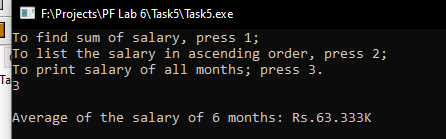 F:\Projects\PF Lab 6\Task5\Task5.exe
To find sum of salary, press 1;
To list the salary in ascending order, press 2;
To print salary of all months; press 3.
3
Average of the salary of 6 months: Rs.63.333K